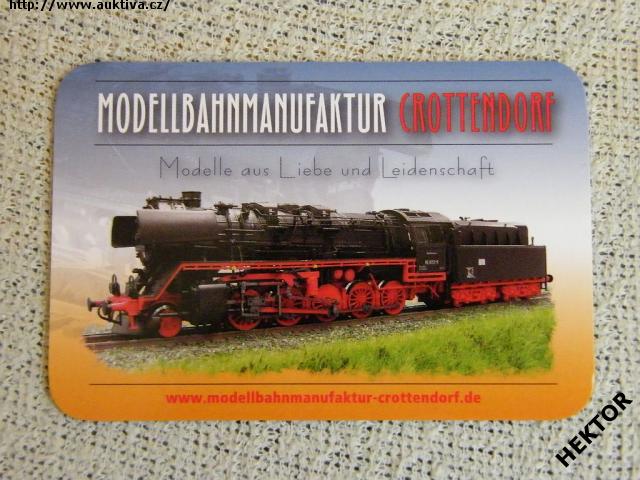 http://www.auktiva.cz/
MODELLBAHNMANUFAKTUR CROTTENDORF
Modelle aus Liebe und Leidenschaft
www.modellbahnmanufaktur-crottendorf.de
HEKTOR